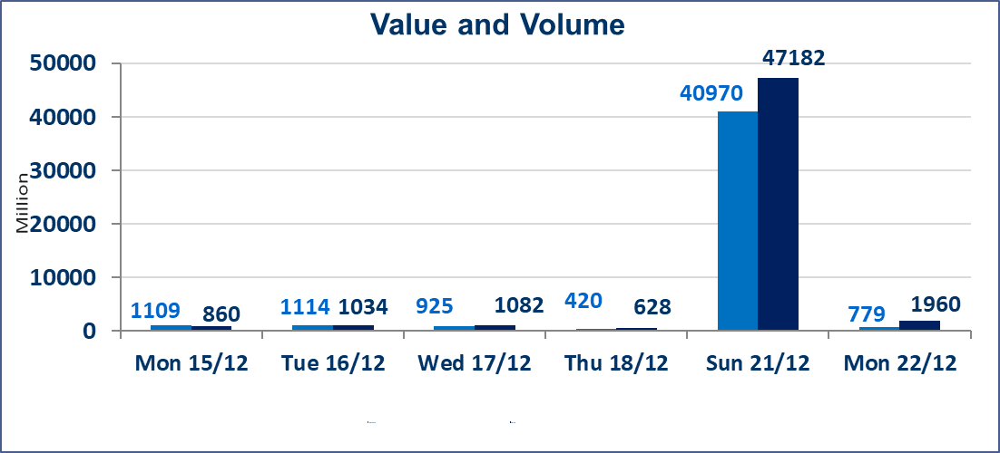 Value and Volume
50000
40000
30000
20000
10000
0
Million
1109
860
1114
1034
925
1082
420
628
40970
47182
779
1960
Mon 15/12
Tue 16/12
Wed 17/12
Thu 18/12
Sun 21/12
Mon 22/12